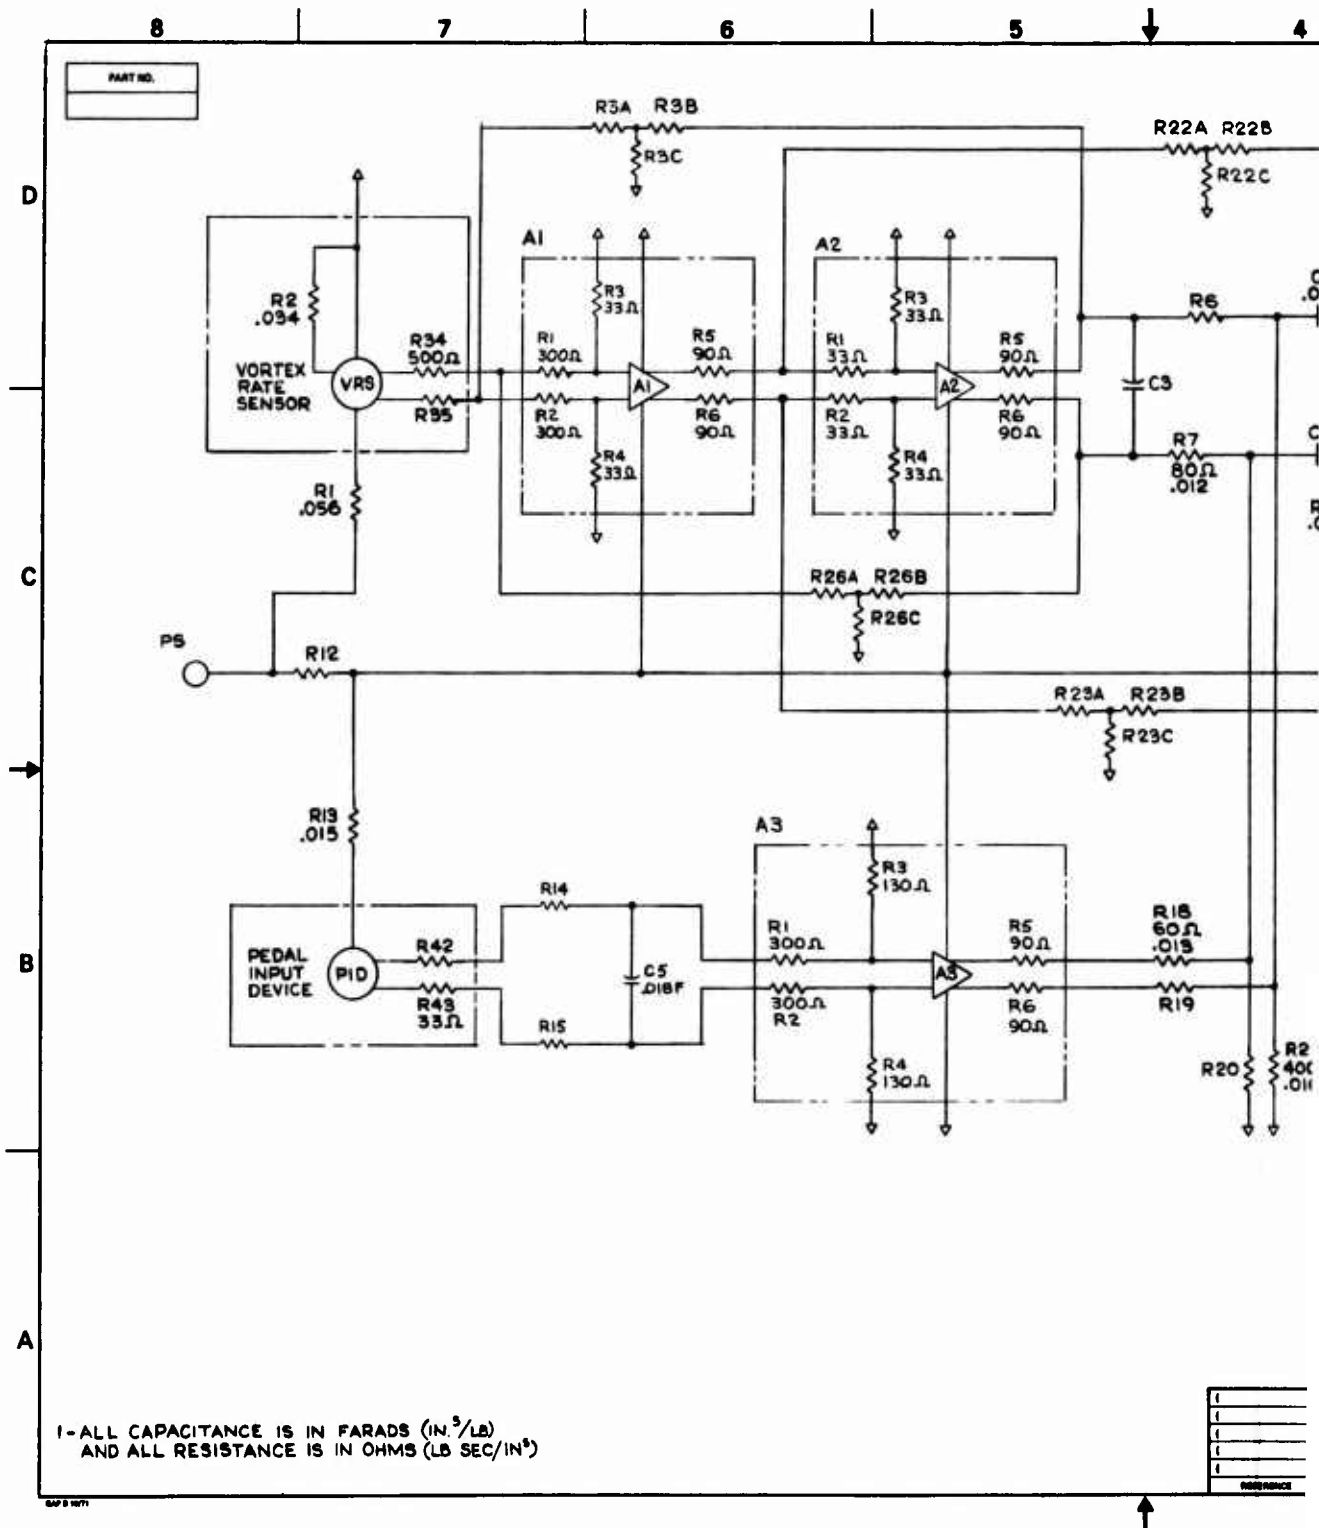 8 7 6 5 4
PART NO.
D
C
B
A
R3A R3B
R3C
R22A R22B
R22C
R2
.034
VORTEX
RATE
SENSOR
VRS
R34
500Ω
R35
R1
.056
A1
R3
33Ω
R1
300Ω
R2
300Ω
R4
33Ω
A1
R5
90Ω
R6
90Ω
A2
R3
33Ω
R1
33Ω
R2
33Ω
R4
33Ω
A2
R5
90Ω
R6
90Ω
R6
C3
R7
80Ω
.012
R26A R26B
R26C
PS
R12
R23A R23B
R23C
R13
.015
PEDAL
INPUT
DEVICE
PID
R42
R43
33Ω
R14
C5
.018F
R15
A3
R3
130Ω
R1
300Ω
300Ω
R2
R4
130Ω
A3
R5
90Ω
R6
90Ω
R18
60Ω
.013
R19
R20
1-ALL CAPACITANCE IS IN FARADS (IN.⁵/LB)
AND ALL RESISTANCE IS IN OHMS (LB SEC/IN⁵)
REFERENCE